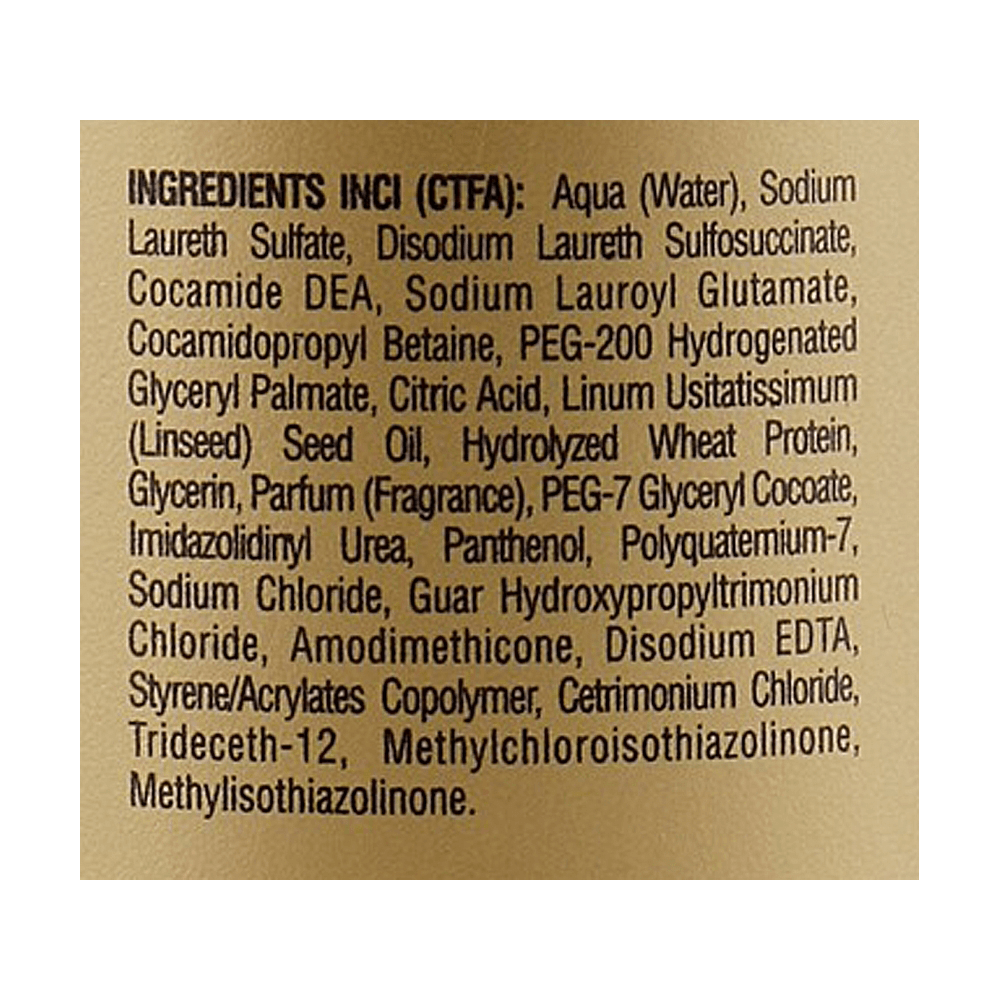 INGREDIENTS INCI (CTFA): Aqua (Water), Sodium
Laureth Sulfate, Disodium Laureth Sulfosuccinate,
Cocamide DEA, Sodium Lauroyl Glutamate,
Cocamidopropyl Betaine, PEG-200 Hydrogenated
Glyceryl Palmate, Citric Acid, Linum Usitatissimum
(Linseed) Seed Oil, Hydrolyzed Wheat Protein,
Glycerin, Parfum (Fragrance), PEG-7 Glyceryl Cocoate,
Imidazolidinyl Urea, Panthenol, Polyquaternium-7,
Sodium Chloride, Guar Hydroxypropyltrimonium
Chloride, Amodimethicone, Disodium EDTA,
Styrene/Acrylates Copolymer, Cetrimonium Chloride,
Trideceth-12, Methylchloroisothiazolinone,
Methylisothiazolinone.